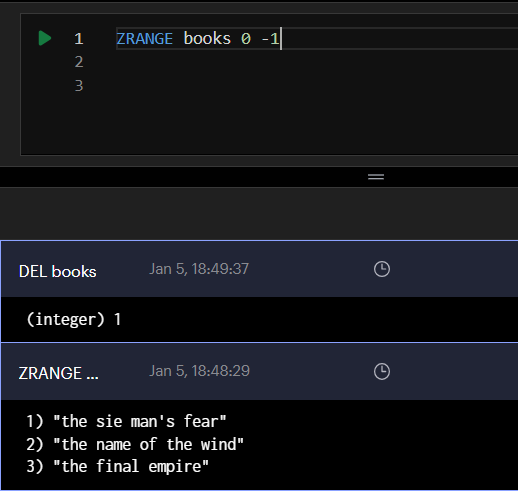 1 ZRANGE books 0 -1
2
3
DEL books Jan 5, 18:49:37
(integer) 1
ZRANGE ... Jan 5, 18:48:29
1) "the sie man's fear"
2) "the name of the wind"
3) "the final empire"